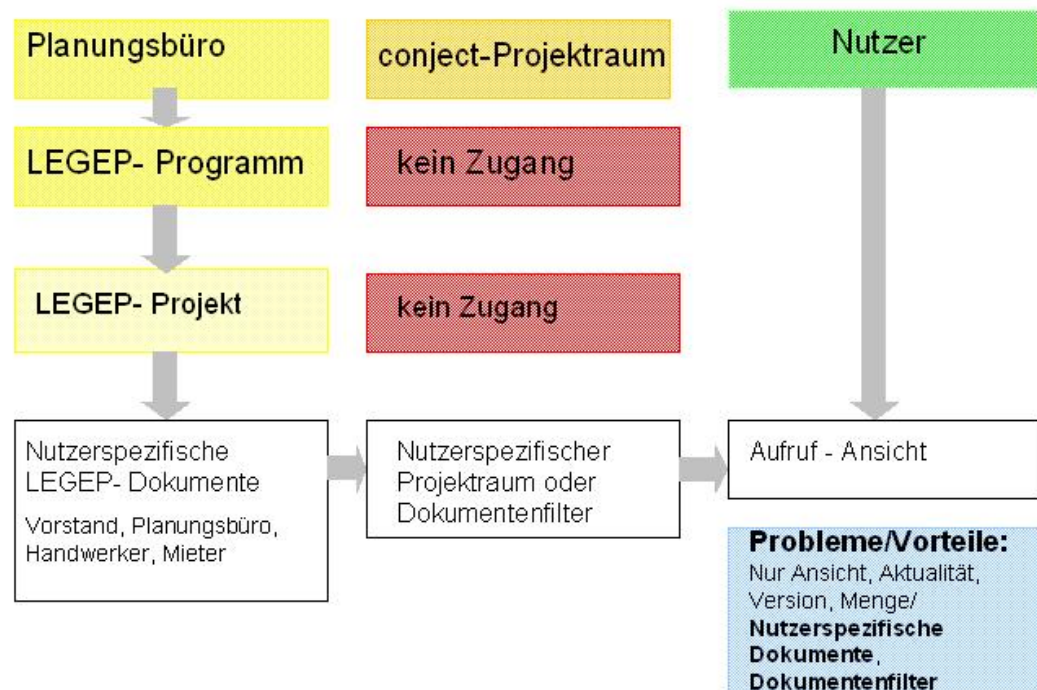 Planungsbüro
conject-Projektraum
Nutzer
LEGEP- Programm
kein Zugang
LEGEP- Projekt
kein Zugang
Nutzerspezifische
LEGEP- Dokumente
Vorstand, Planungsbüro,
Handwerker, Mieter
Nutzerspezifischer
Projektraum oder
Dokumentenfilter
Aufruf - Ansicht
Probleme/Vorteile:
Nur Ansicht, Aktualität,
Version, Menge/
Nutzerspezifische
Dokumente,
Dokumentenfilter